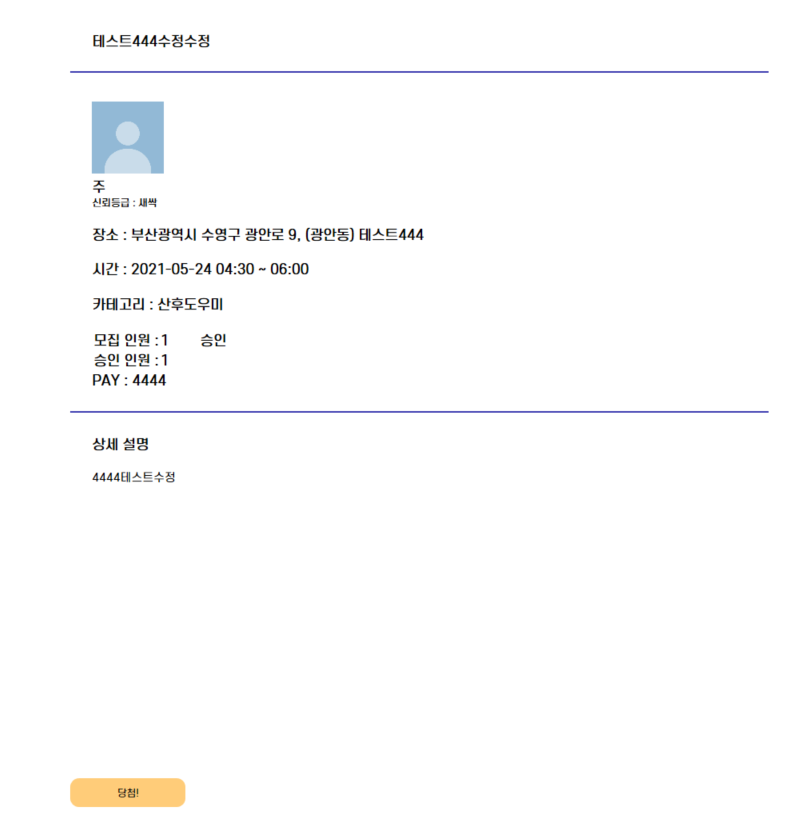 테스트444수정수정
주
신뢰등급 : 새싹
장소 : 부산광역시 수영구 광안로 9, (광안동) 테스트444
시간 : 2021-05-24 04:30 ~ 06:00
카테고리 : 산후도우미
모집 인원 : 1 승인
승인 인원 : 1
PAY : 4444
상세 설명
4444테스트수정
당첨!